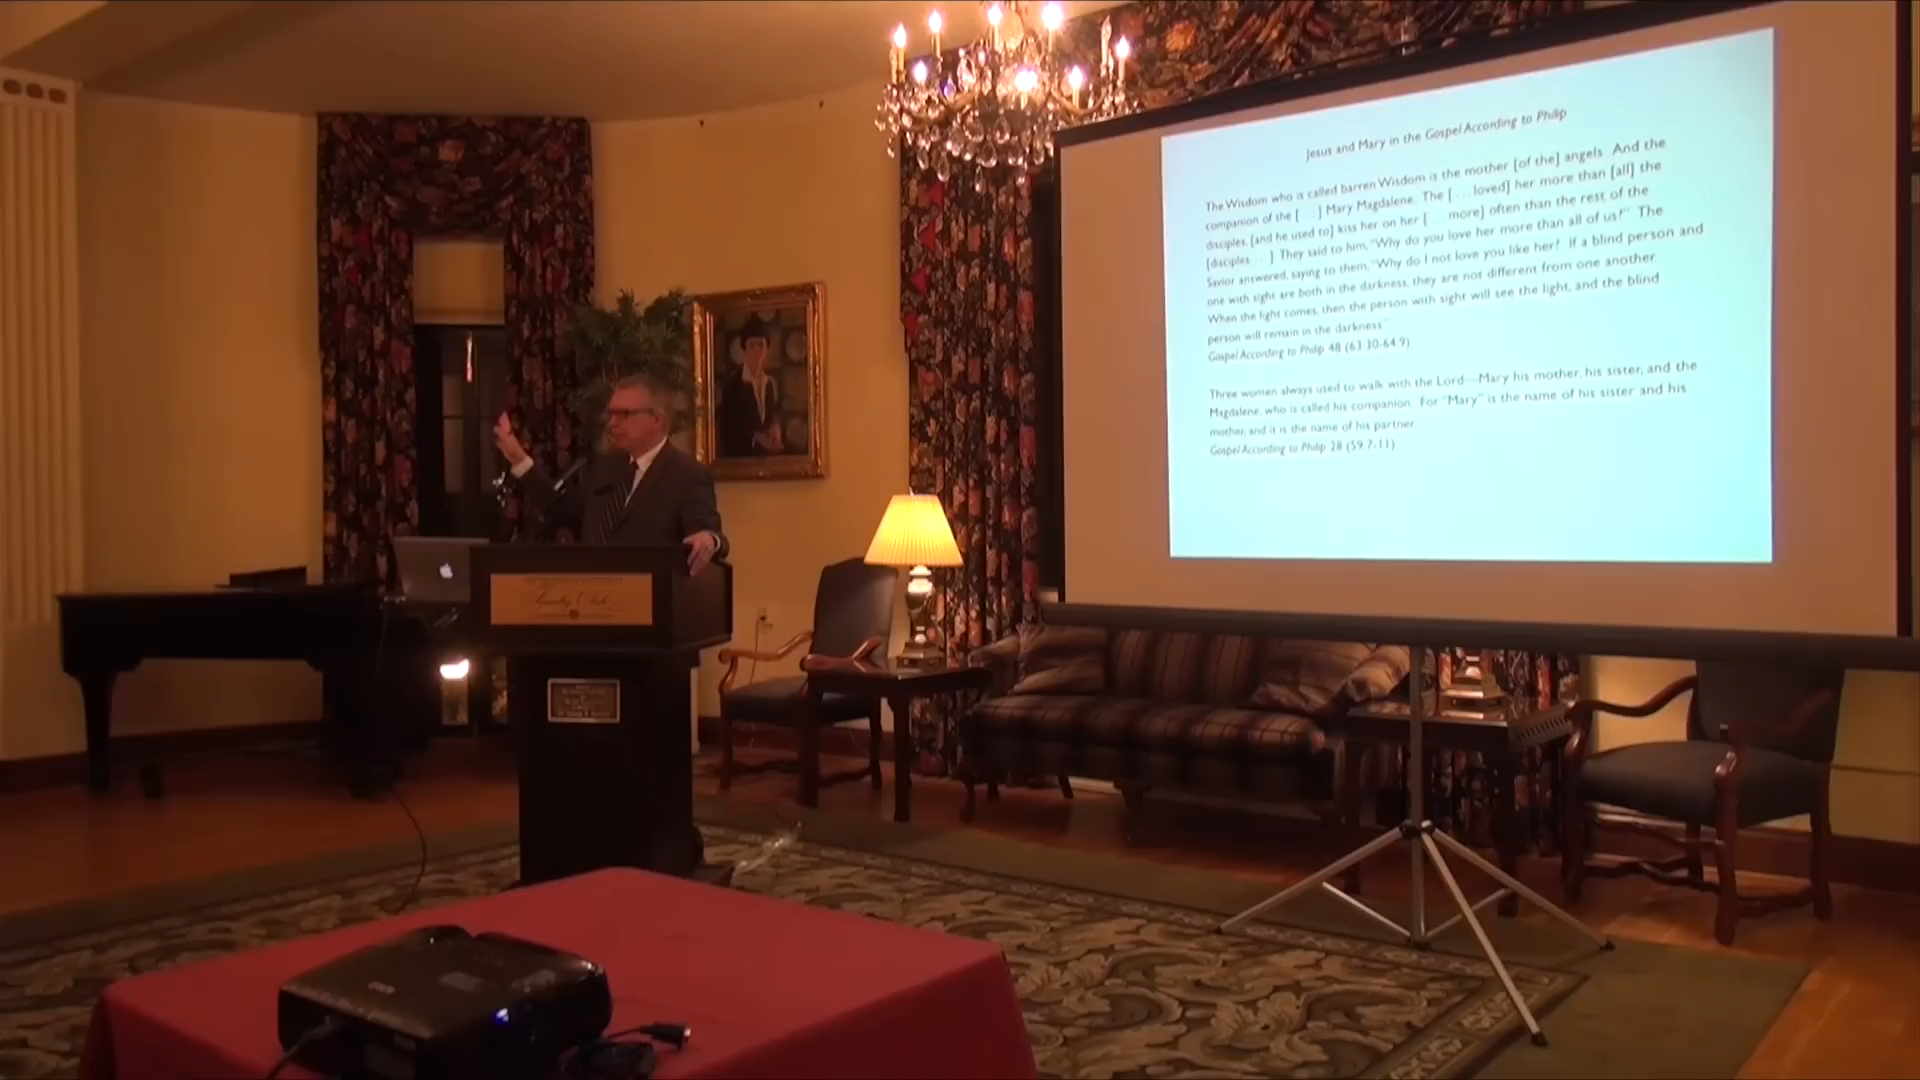 Jesus and Mary in the Gospel According to Philip
The Wisdom who is called barren Wisdom is the mother [of the] angels. And the
companion of the [. . .] Mary Magdalene. The [. . . loved] her more than [all] the
disciples, [and he used to] kiss her on her [. . . more] often than the rest of the
[disciples . . .] They said to him, "Why do you love her more than all of us?" The
Savior answered, saying to them, "Why do I not love you like her? If a blind person and
one with sight are both in the darkness, they are not different from one another.
When the light comes, then the person with sight will see the light, and the blind
person will remain in the darkness."
Gospel According to Philip 48 (63.30-64.9)
Three women always used to walk with the Lord—Mary his mother, his sister, and the
Magdalene, who is called his companion. For "Mary" is the name of his sister and his
mother, and it is the name of his partner.
Gospel According to Philip 28 (59.7-11)
Faculty Club